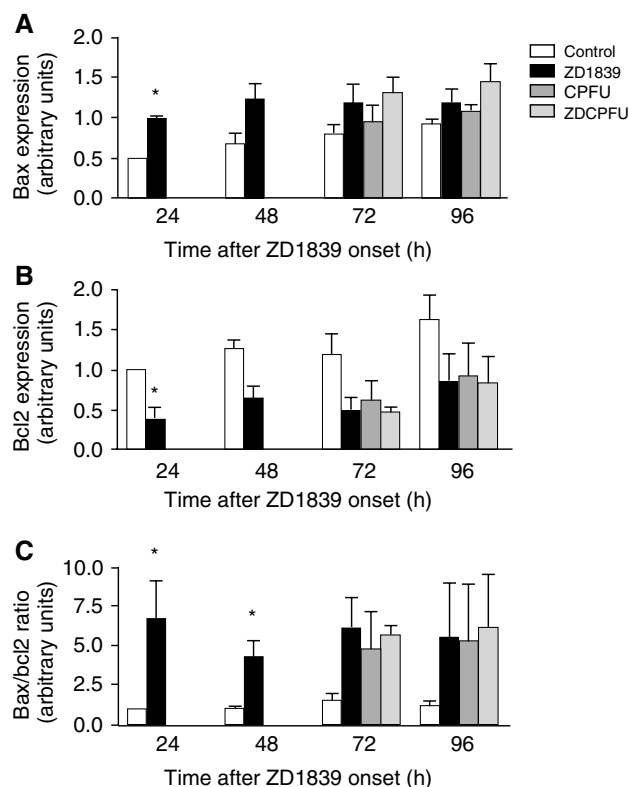 A
Bax expression
(arbitrary units)
2.0
1.5
1.0
0.5
0.0
*
24 48 72 96
Time after ZD1839 onset (h)
Control
ZD1839
CPFU
ZDCPFU
B
Bcl2 expression
(arbitrary units)
2.0
1.5
1.0
0.5
0.0
*
24 48 72 96
Time after ZD1839 onset (h)
C
Bax/bcl2 ratio
(arbitrary units)
10.0
7.5
5.0
2.5
0.0
* *
24 48 72 96
Time after ZD1839 onset (h)